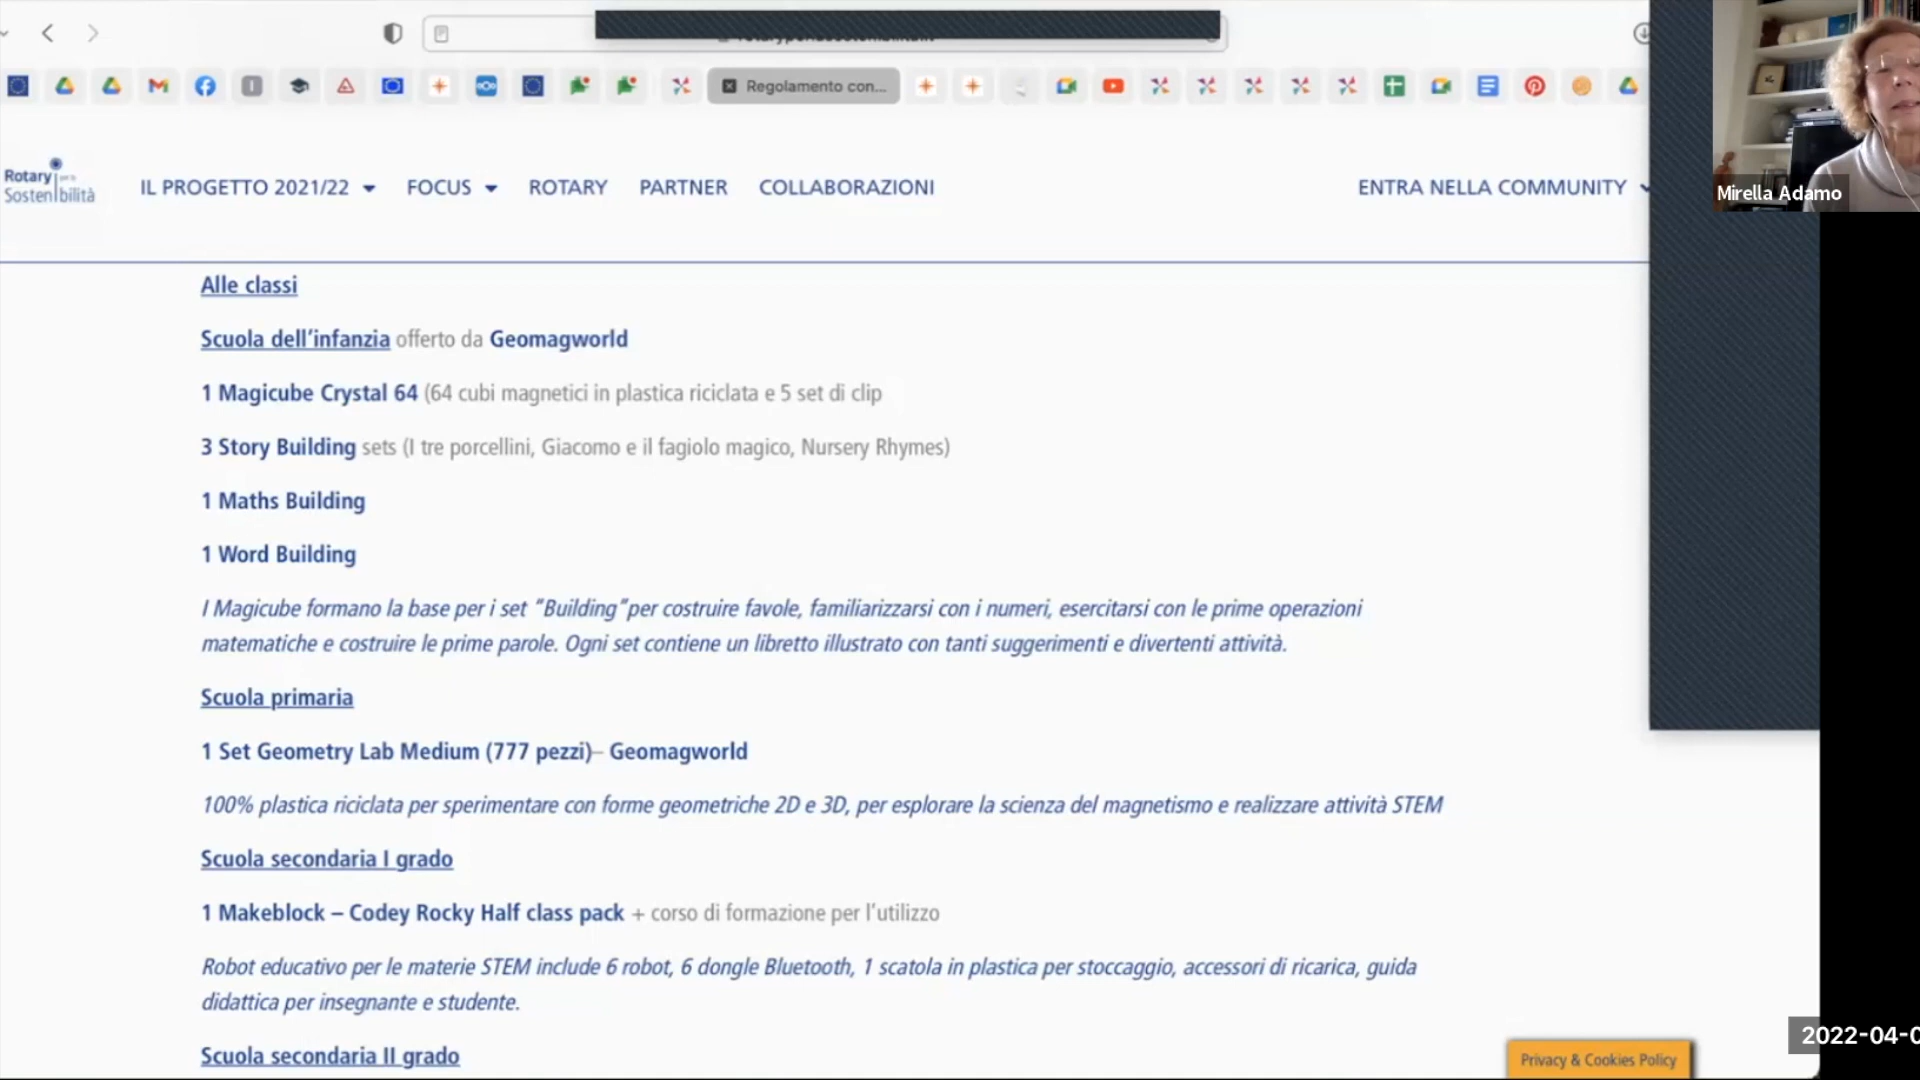 Regolamento con...
Rotary per la
Sostenibilità
IL PROGETTO 2021/22
FOCUS
ROTARY
PARTNER
COLLABORAZIONI
ENTRA NELLA COMMUNITY
Mirella Adamo
Alle classi
Scuola dell’infanzia offerto da Geomagworld
1 Magicube Crystal 64 (64 cubi magnetici in plastica riciclata e 5 set di clip
3 Story Building sets (I tre porcellini, Giacomo e il fagiolo magico, Nursery Rhymes)
1 Maths Building
1 Word Building
I Magicube formano la base per i set “Building”per costruire favole, familiarizzarsi con i numeri, esercitarsi con le prime operazioni
matematiche e costruire le prime parole. Ogni set contiene un libretto illustrato con tanti suggerimenti e divertenti attività.
Scuola primaria
1 Set Geometry Lab Medium (777 pezzi)– Geomagworld
100% plastica riciclata per sperimentare con forme geometriche 2D e 3D, per esplorare la scienza del magnetismo e realizzare attività STEM
Scuola secondaria I grado
1 Makeblock – Codey Rocky Half class pack + corso di formazione per l’utilizzo
Robot educativo per le materie STEM include 6 robot, 6 dongle Bluetooth, 1 scatola in plastica per stoccaggio, accessori di ricarica, guida
didattica per insegnante e studente.
Scuola secondaria II grado
Privacy & Cookies Policy
2022-04-0